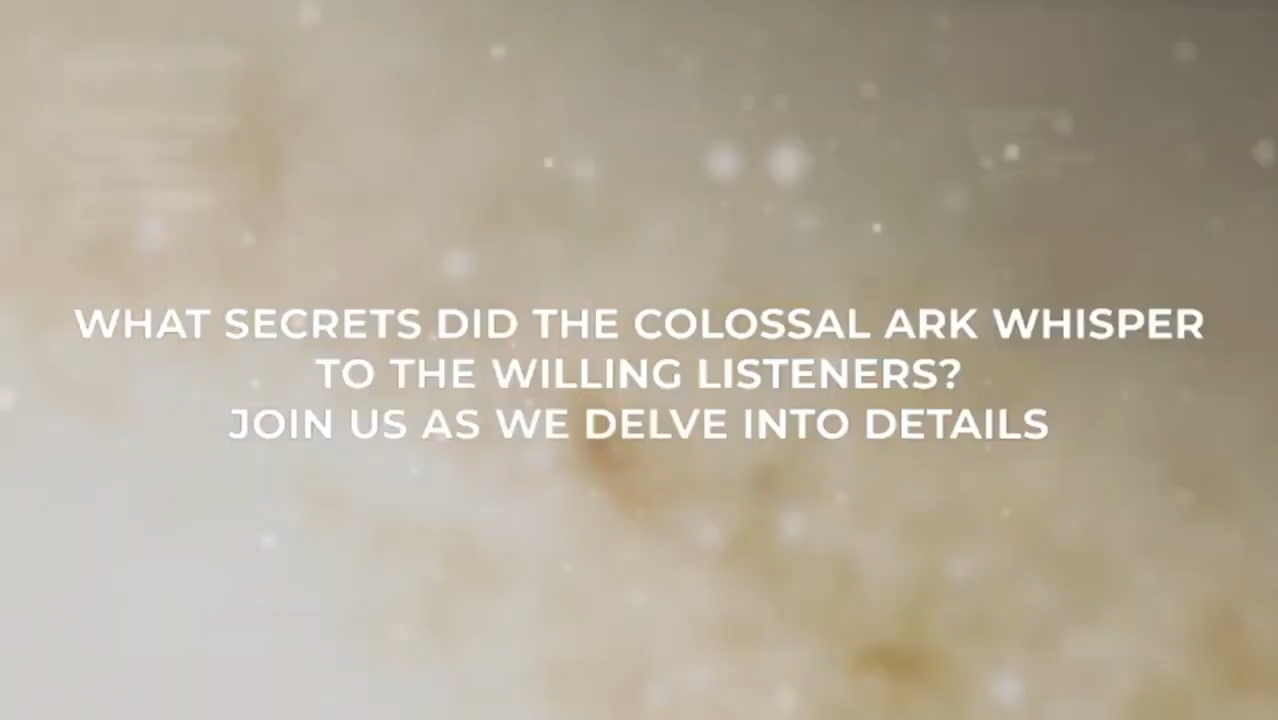 WHAT SECRETS DID THE COLOSSAL ARK WHISPER
TO THE WILLING LISTENERS?
JOIN US AS WE DELVE INTO DETAILS